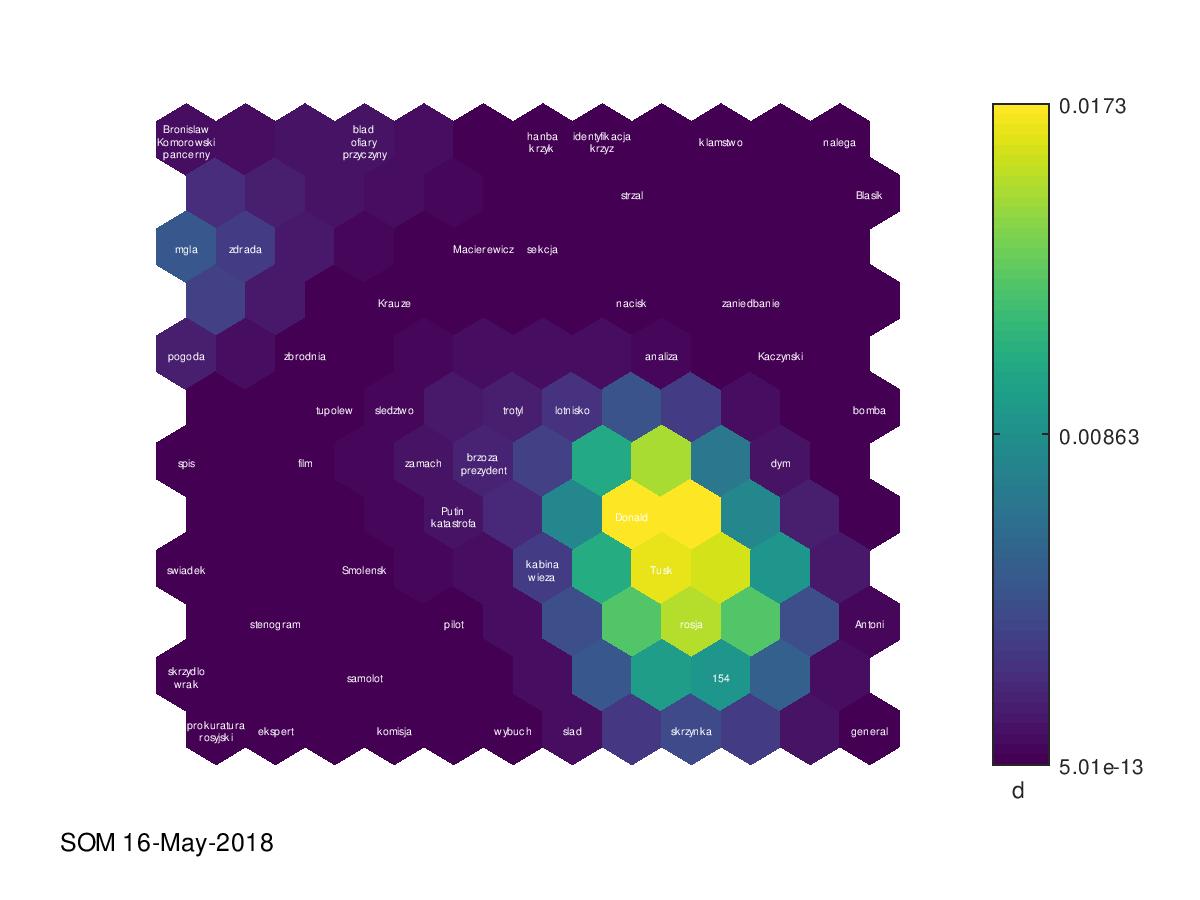 Bronislaw
Komorowski
pancerny
blad
ofiary
przyczyny
hanba
krzyk
identyfikacja
krzyz
klamstwo
nalega
strzal
Blasik
mgla
zdrada
Macierewicz
sekcja
Krauze
nacisk
zaniedbanie
pogoda
zbrodnia
analiza
Kaczynski
tupolew
sledztwo
trotyl
lotnisko
bomba
spis
film
zamach
brzoza
prezydent
dym
Putin
katastrofa
Donald
swiadek
Smolensk
kabina
wieza
Tusk
stenogram
pilot
rosja
Antoni
skrzydlo
wrak
samolot
154
prokuratura
rosyjski
ekspert
komisja
wybuch
slad
skrzynka
general
0.0173
0.00863
5.01e-13
d
SOM 16-May-2018